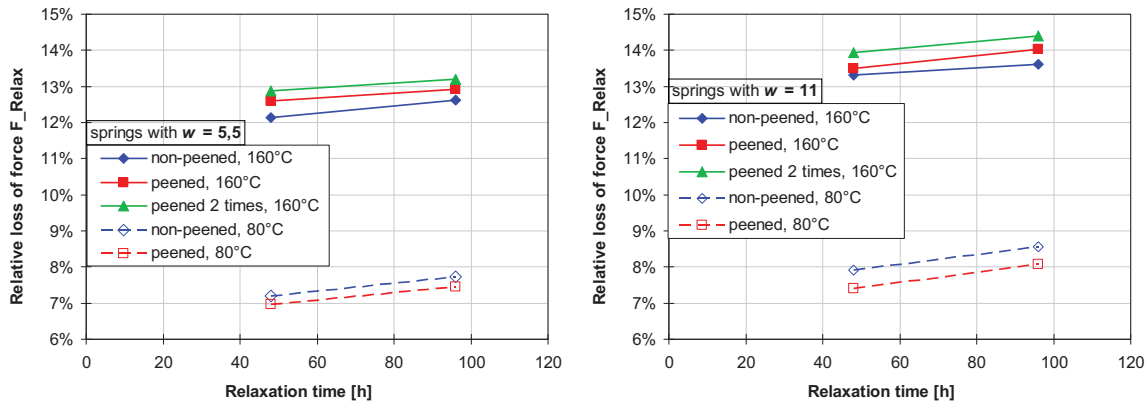 Relative loss of force F_Relax
15%
14%
13%
12%
11%
10%
9%
8%
7%
6%
springs with w = 5,5
non-peened, 160°C
peened, 160°C
peened 2 times, 160°C
non-peened, 80°C
peened, 80°C
0 20 40 60 80 100 120
Relaxation time [h]
Relative loss of force F_Relax
15%
14%
13%
12%
11%
10%
9%
8%
7%
6%
springs with w = 11
non-peened, 160°C
peened, 160°C
peened 2 times, 160°C
non-peened, 80°C
peened, 80°C
0 20 40 60 80 100 120
Relaxation time [h]